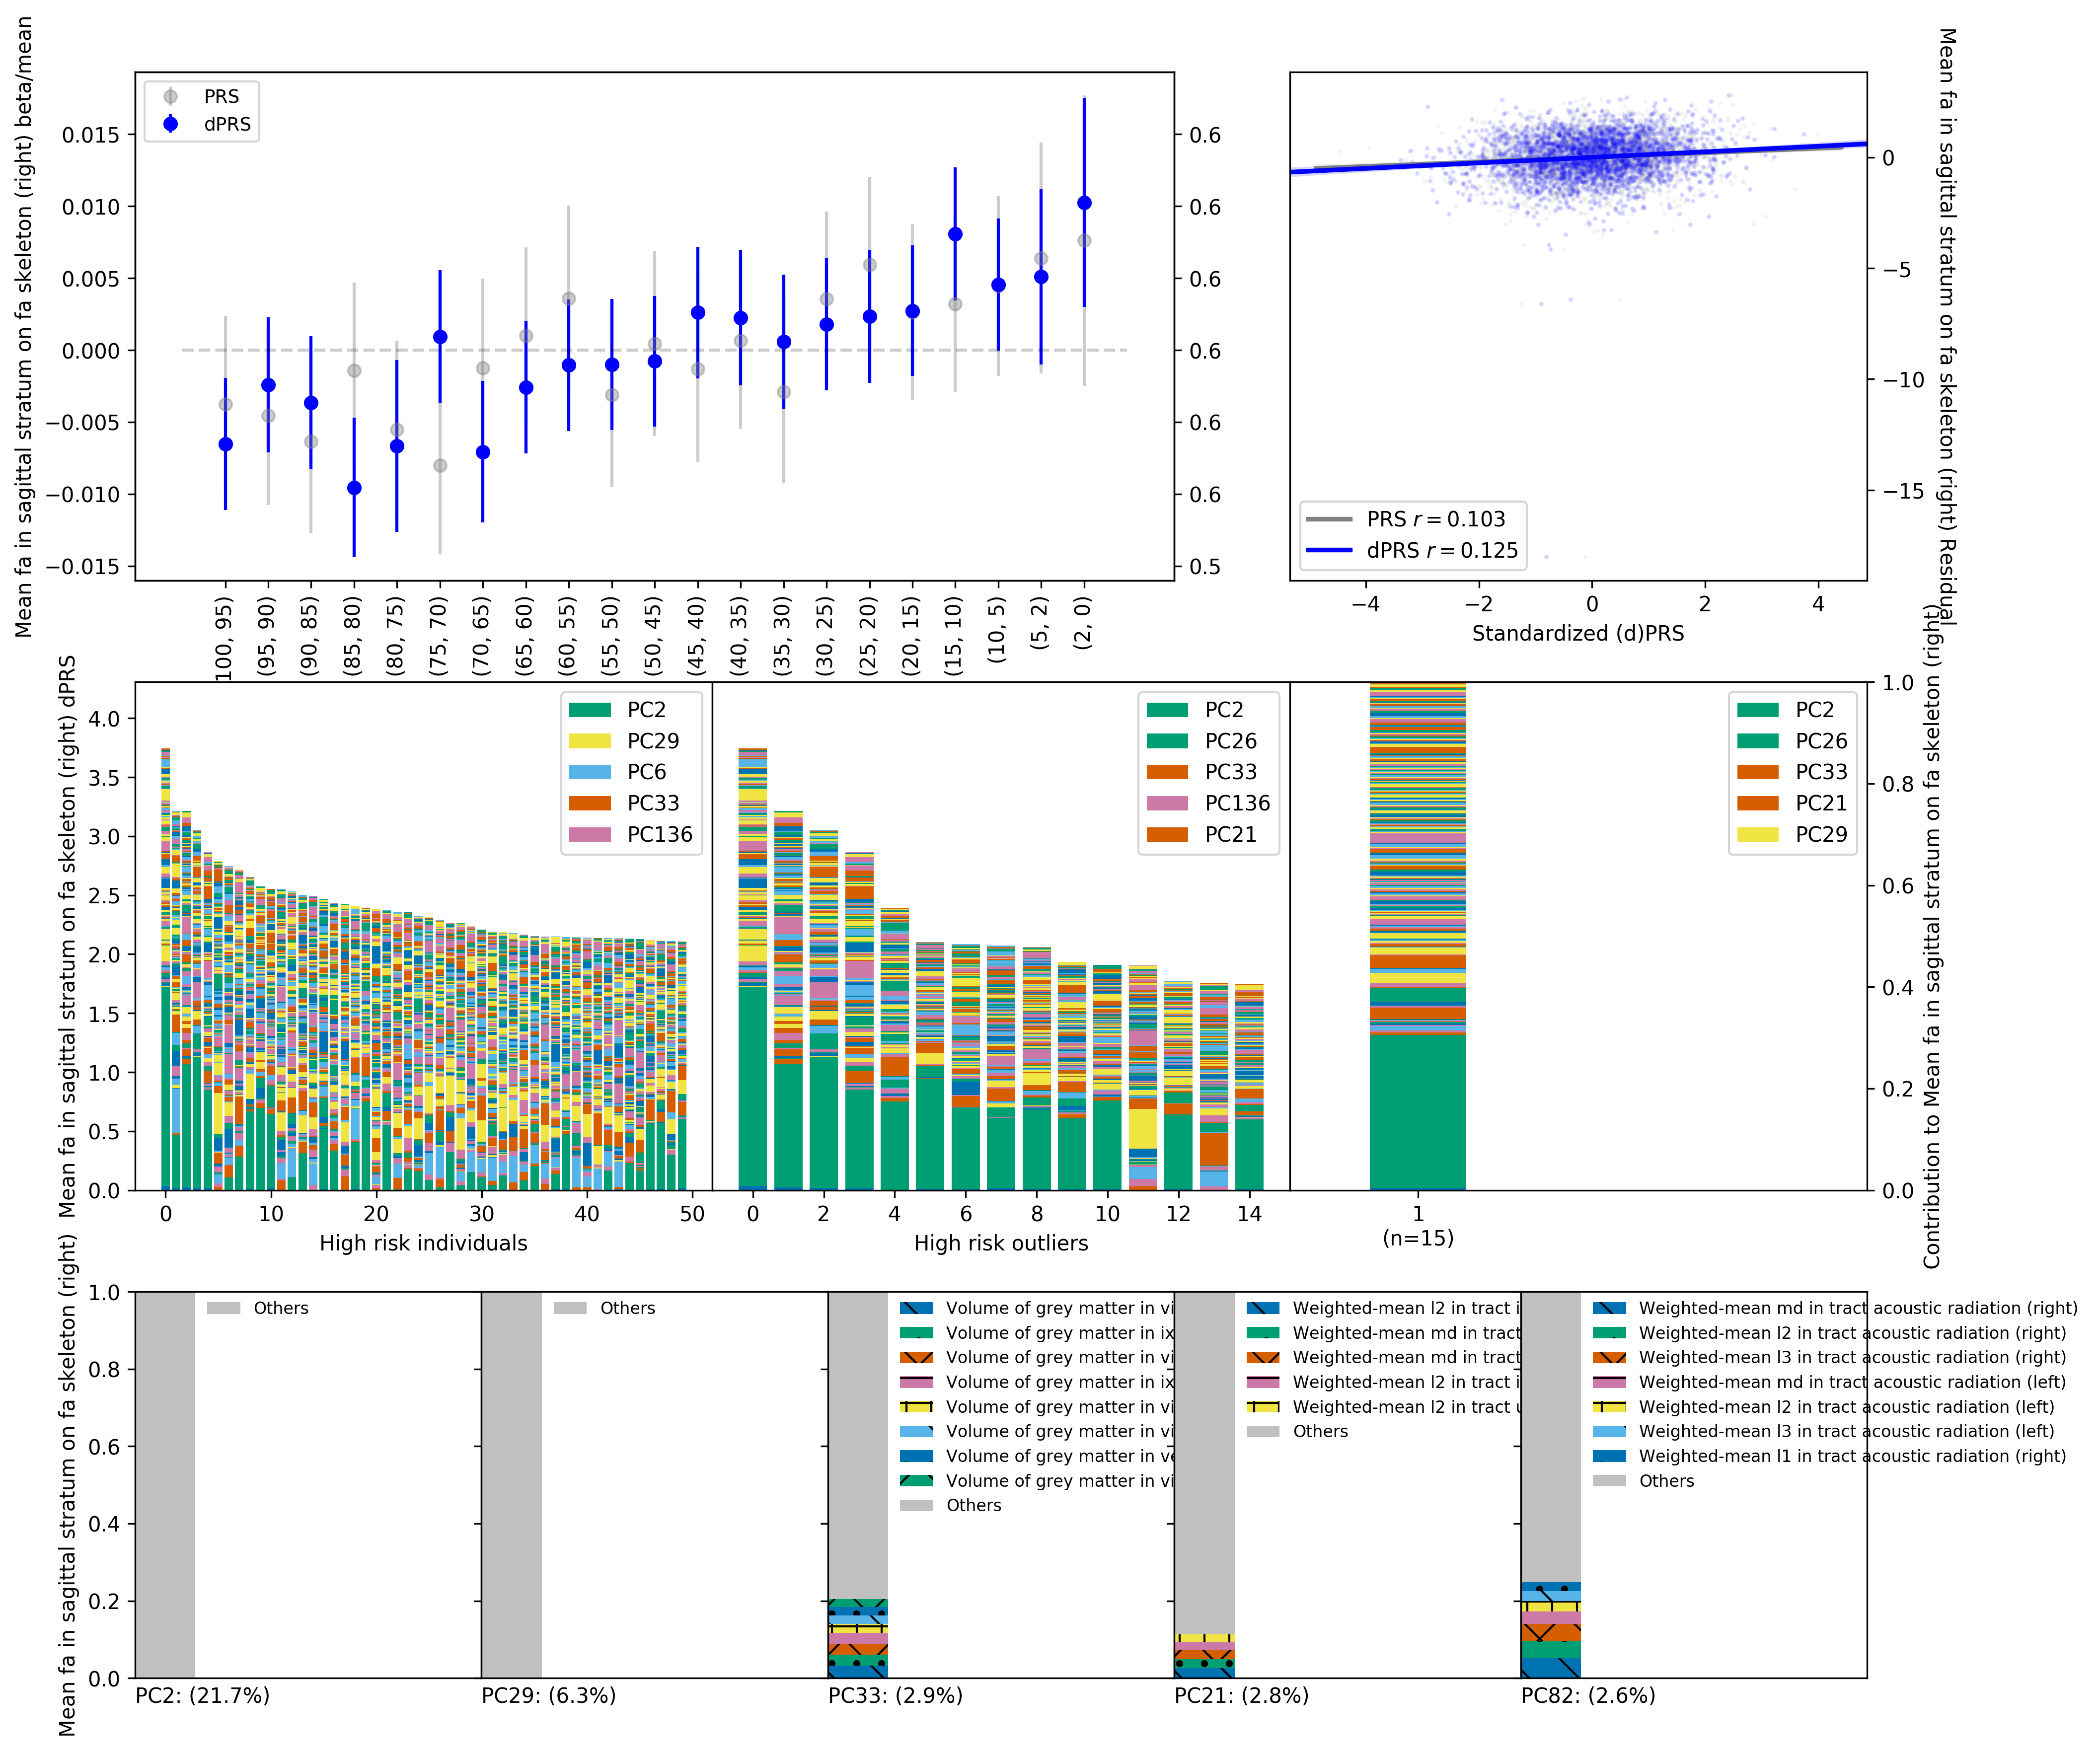 Mean fa in sagittal stratum on fa skeleton (right) beta/mean
0.015
0.010
0.005
0.000
−0.005
−0.010
−0.015
PRS
dPRS
0.6
0.6
0.6
0.6
0.6
0.6
0.5
100, 95)
(95, 90)
(90, 85)
(85, 80)
(80, 75)
(75, 70)
(70, 65)
(65, 60)
(60, 55)
(55, 50)
(50, 45)
(45, 40)
(40, 35)
(35, 30)
(30, 25)
(25, 20)
(20, 15)
(15, 10)
(10, 5)
(5, 2)
(2, 0)
PRS r = 0.103
dPRS r = 0.125
0
−5
−10
−15
−4
−2
0
2
4
Standardized (d)PRS
Mean fa in sagittal stratum on fa skeleton (right) Residual
Mean fa in sagittal stratum on fa skeleton (right) dPRS
4.0
3.5
3.0
2.5
2.0
1.5
1.0
0.5
0.0
PC2
PC29
PC6
PC33
PC136
0
10
20
30
40
50
High risk individuals
PC2
PC26
PC33
PC136
PC21
0
2
4
6
8
10
12
14
High risk outliers
PC2
PC26
PC33
PC21
PC29
1
(n=15)
1.0
0.8
0.6
0.4
0.2
0.0
Contribution to Mean fa in sagittal stratum on fa skeleton (right)
Mean fa in sagittal stratum on fa skeleton (right)
1.0
0.8
0.6
0.4
0.2
0.0
Others
PC2: (21.7%)
Others
PC29: (6.3%)
Volume of grey matter in vi
Volume of grey matter in ix
Volume of grey matter in vi
Volume of grey matter in ix
Volume of grey matter in vi
Volume of grey matter in vi
Volume of grey matter in ve
Volume of grey matter in vi
Others
PC33: (2.9%)
Weighted-mean l2 in tract i
Weighted-mean md in tract
Weighted-mean md in tract
Weighted-mean l2 in tract i
Weighted-mean l2 in tract u
Others
PC21: (2.8%)
Weighted-mean md in tract acoustic radiation (right)
Weighted-mean l2 in tract acoustic radiation (right)
Weighted-mean l3 in tract acoustic radiation (right)
Weighted-mean md in tract acoustic radiation (left)
Weighted-mean l2 in tract acoustic radiation (left)
Weighted-mean l3 in tract acoustic radiation (left)
Weighted-mean l1 in tract acoustic radiation (right)
Others
PC82: (2.6%)